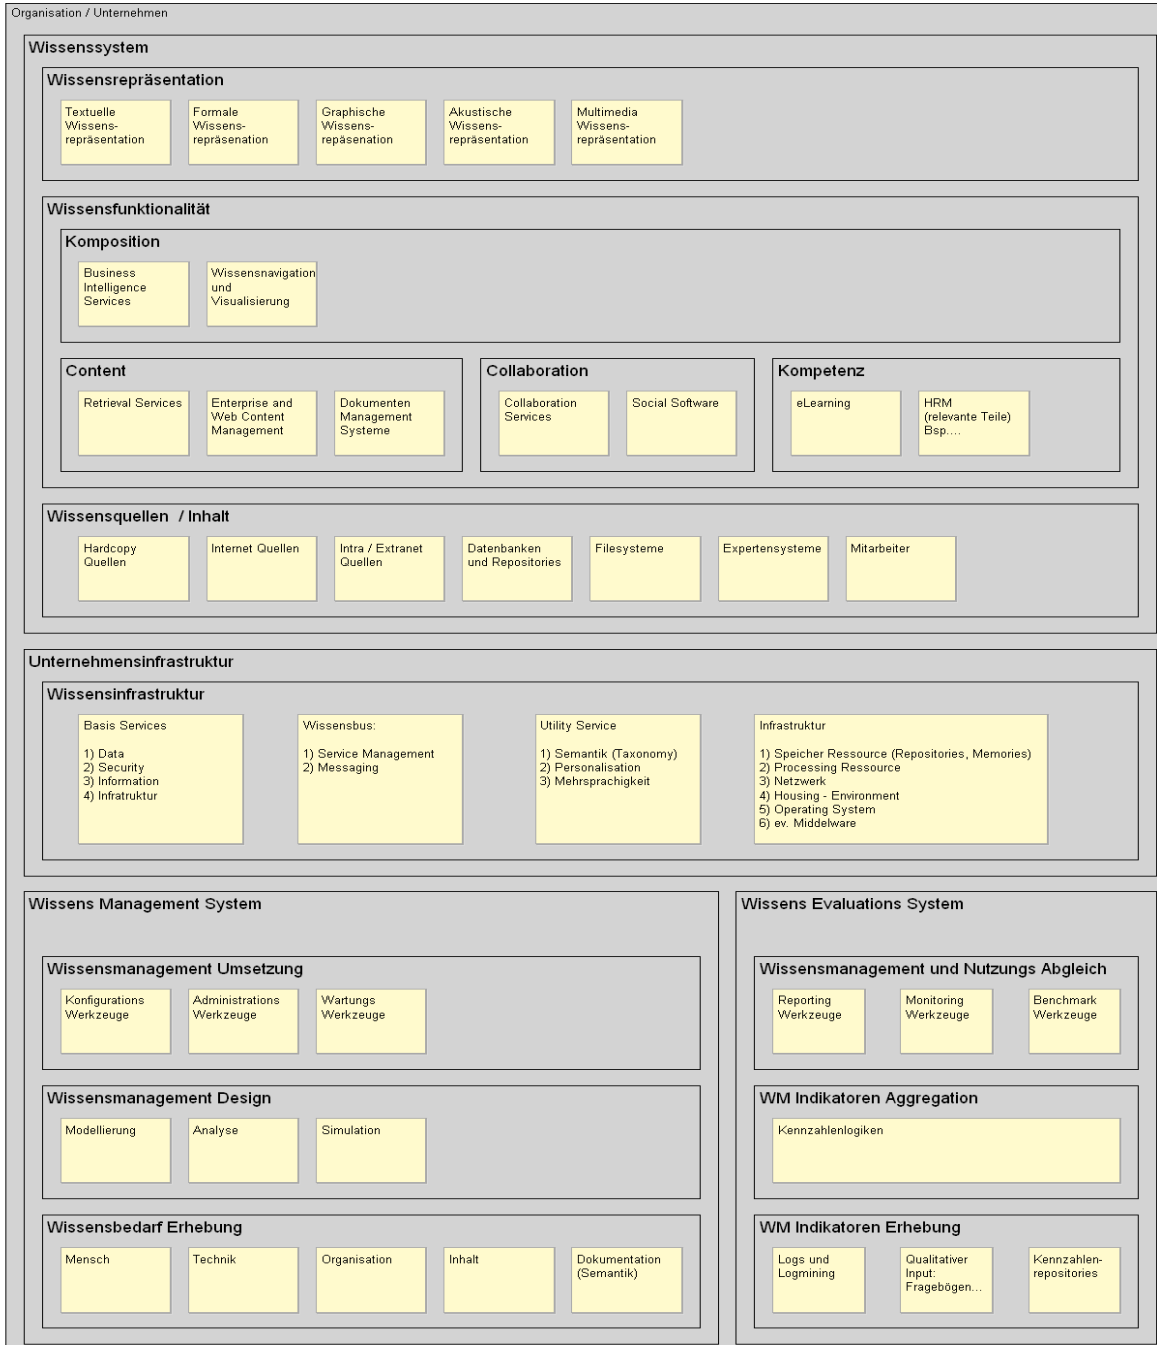 Organisation / Unternehmen
Wissenssystem
Wissensrepräsentation
Textuelle
Wissens-
repräsentation
Formale
Wissens-
repräsenation
Graphische
Wissens-
repäsenation
Akustische
Wissens-
repräsentation
Multimedia
Wissens-
repräsentation
Wissensfunktionalität
Komposition
Business
Intelligence
Services
Wissensnavigation
und
Visualisierung
Content
Retrieval Services
Enterprise and
Web Content
Management
Dokumenten
Management
Systeme
Collaboration
Collaboration
Services
Social Software
Kompetenz
eLearning
HRM
(relevante Teile)
Bsp....
Wissensquellen / Inhalt
Hardcopy
Quellen
Internet Quellen
Intra / Extranet
Quellen
Datenbanken
und Repositories
Filesysteme
Expertensysteme
Mitarbeiter
Unternehmensinfrastruktur
Wissensinfrastruktur
Basis Services
1) Data
2) Security
3) Information
4) Infratruktur
Wissensbus:
1) Service Management
2) Messaging
Utility Service
1) Semantik (Taxonomy)
2) Personalisation
3) Mehrsprachigkeit
Infrastruktur
1) Speicher Ressource (Repositories, Memories)
2) Processing Ressource
3) Netzwerk
4) Housing - Environment
5) Operating System
6) ev. Middelware
Wissens Management System
Wissensmanagement Umsetzung
Konfigurations
Werkzeuge
Administrations
Werkzeuge
Wartungs
Werkzeuge
Wissensmanagement Design
Modellierung
Analyse
Simulation
Wissensbedarf Erhebung
Mensch
Technik
Organisation
Inhalt
Dokumentation
(Semantik)
Wissens Evaluations System
Wissensmanagement und Nutzungs Abgleich
Reporting
Werkzeuge
Monitoring
Werkzeuge
Benchmark
Werkzeuge
WM Indikatoren Aggregation
Kennzahlenlogiken
WM Indikatoren Erhebung
Logs und
Logmining
Qualitativer
Input:
Fragebögen...
Kennzahlen-
repositories